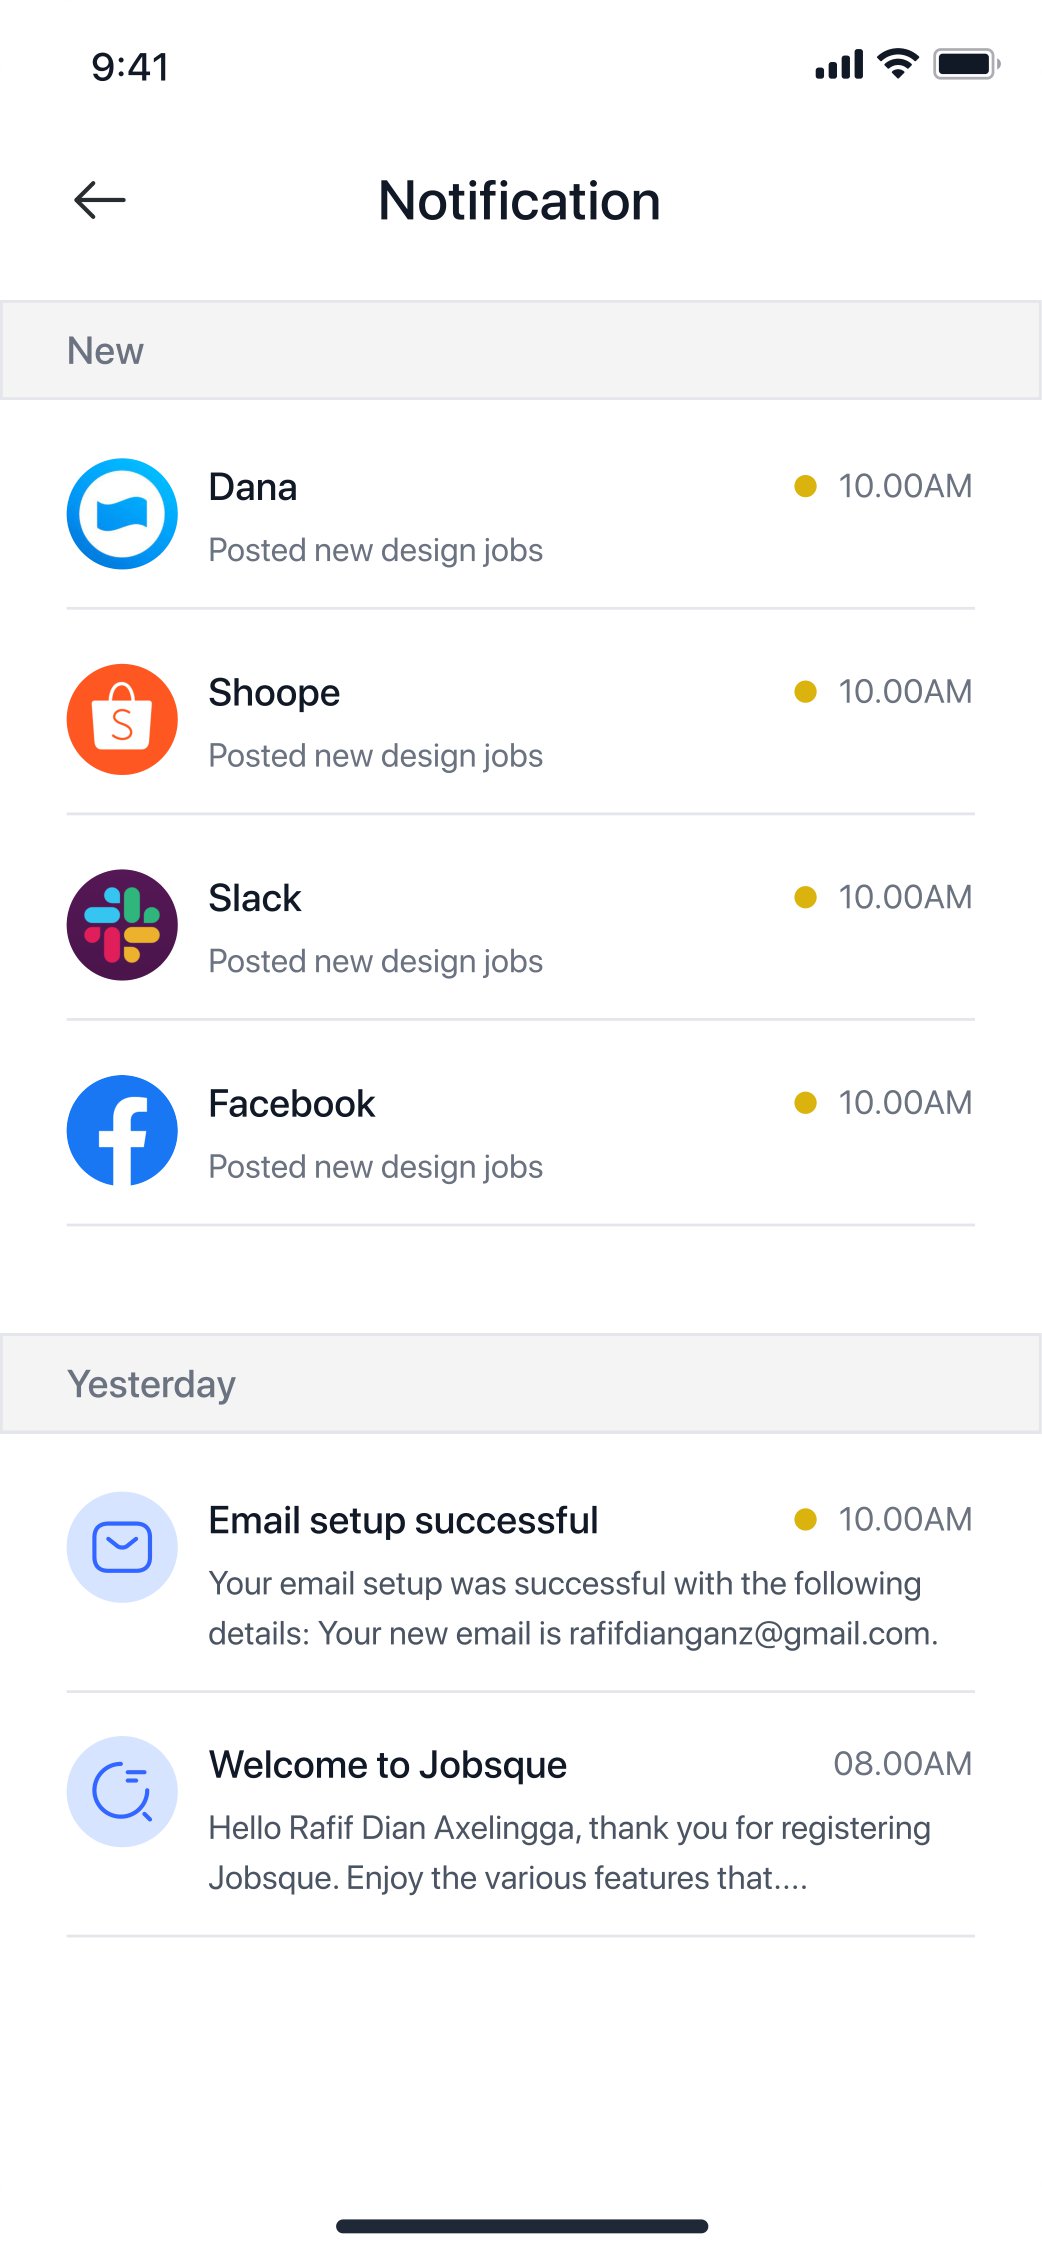 9:41
Notification
New
Dana
10.00AM
Posted new design jobs
S
Shoope
10.00AM
Posted new design jobs
Slack
10.00AM
Posted new design jobs
f
Facebook
10.00AM
Posted new design jobs
Yesterday
Email setup successful
10.00AM
Your email setup was successful with the following
details: Your new email is rafifdianganz@gmail.com.
Welcome to Jobsque
08.00AM
Hello Rafif Dian Axelingga, thank you for registering
Jobsque. Enjoy the various features that....